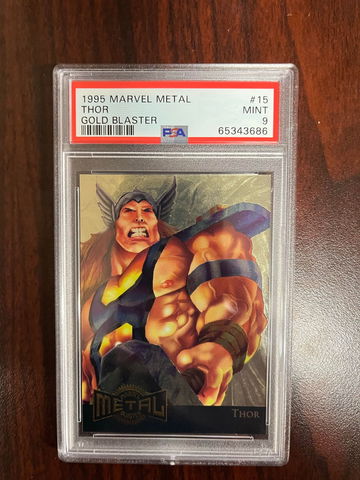 1995 MARVEL METAL #15
THOR MINT
GOLD BLASTER 9
PSA 65343686
METAL
THOR